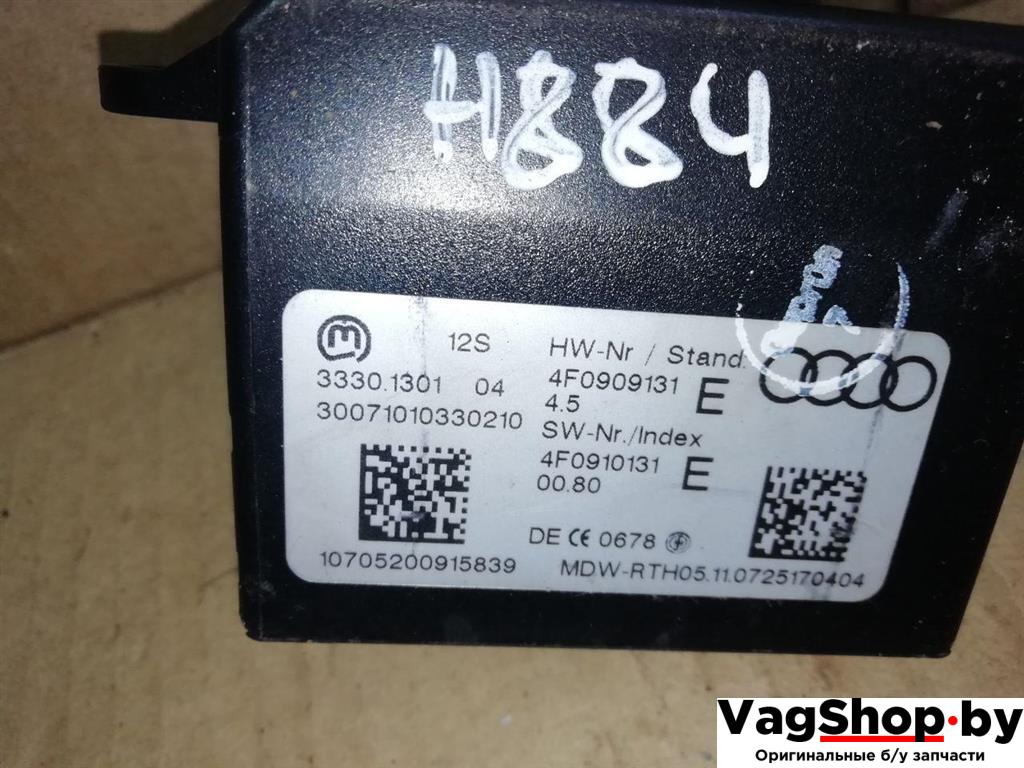 H884
12S
3330.1301 04
30071010330210
HW-Nr / Stand
4F0909131 E
4.5
SW-Nr./Index
4F0910131 E
00.80
DE CE 0678
10705200915839
MDW-RTH05.11.0725170404
VagShop.by
Оригинальные б/у запчасти